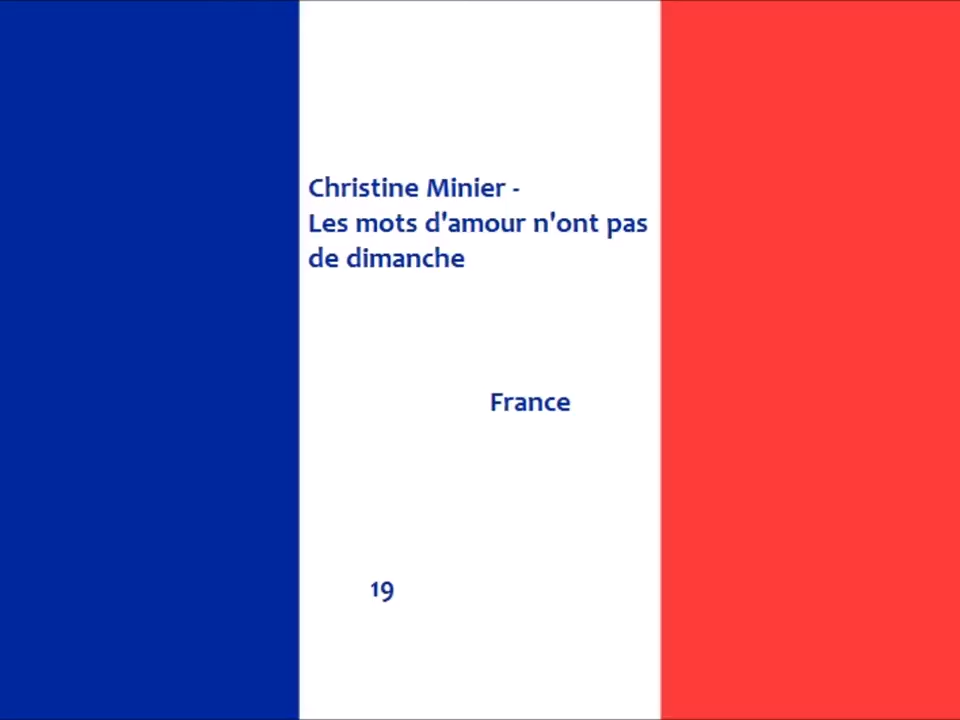 Christine Minier -
Les mots d'amour n'ont pas
de dimanche
France
19